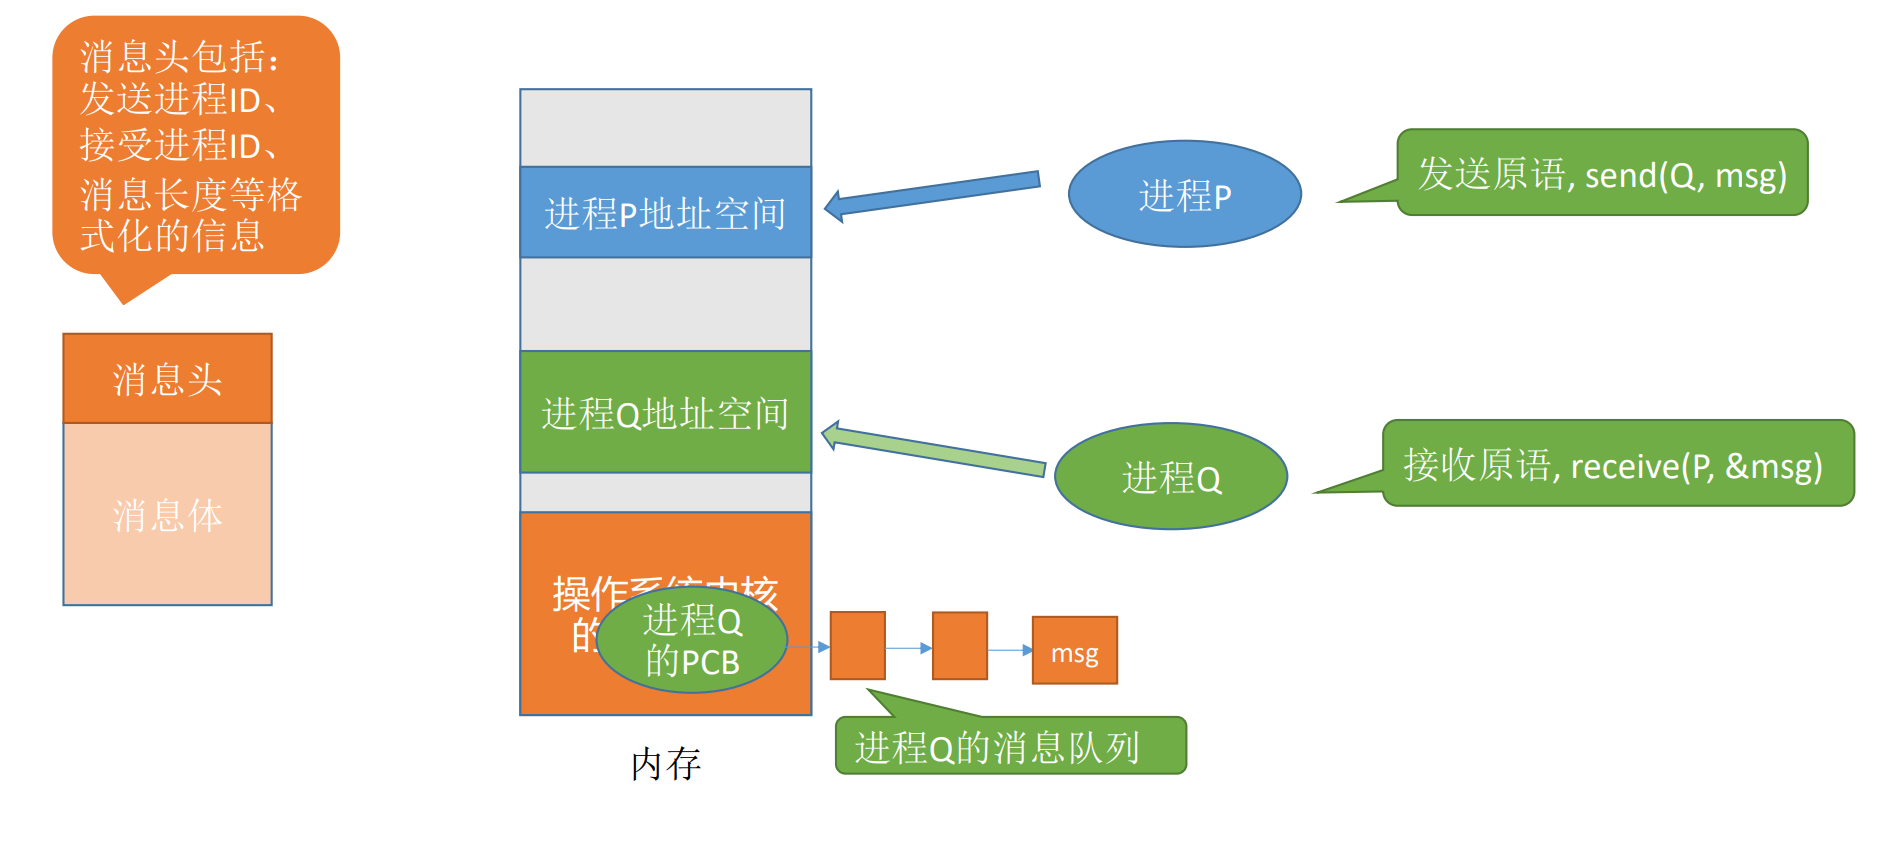 消息头包括：
发送进程ID、
接受进程ID、
消息长度等格
式化的信息
消息头
消息体
进程P地址空间
进程Q地址空间
操作系统内核
的
进程Q
的PCB
内存
msg
进程Q的消息队列
进程P
发送原语, send(Q, msg)
进程Q
接收原语, receive(P, &msg)